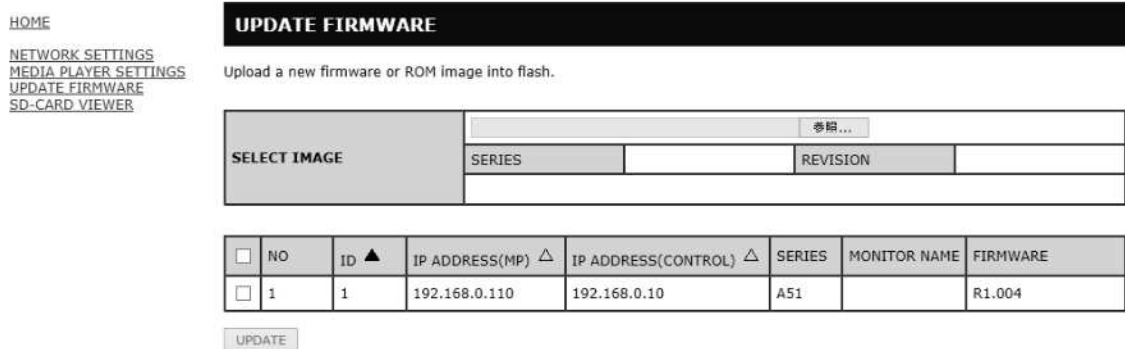 HOME
NETWORK SETTINGS
MEDIA PLAYER SETTINGS
UPDATE FIRMWARE
SD-CARD VIEWER
UPDATE FIRMWARE
Upload a new firmware or ROM image into flash.
SELECT IMAGE
参照...
SERIES REVISION
NO ID ▲ IP ADDRESS(MP) △ IP ADDRESS(CONTROL) △ SERIES MONITOR NAME FIRMWARE
1 1 192.168.0.110 192.168.0.10 A51 R1.004
UPDATE